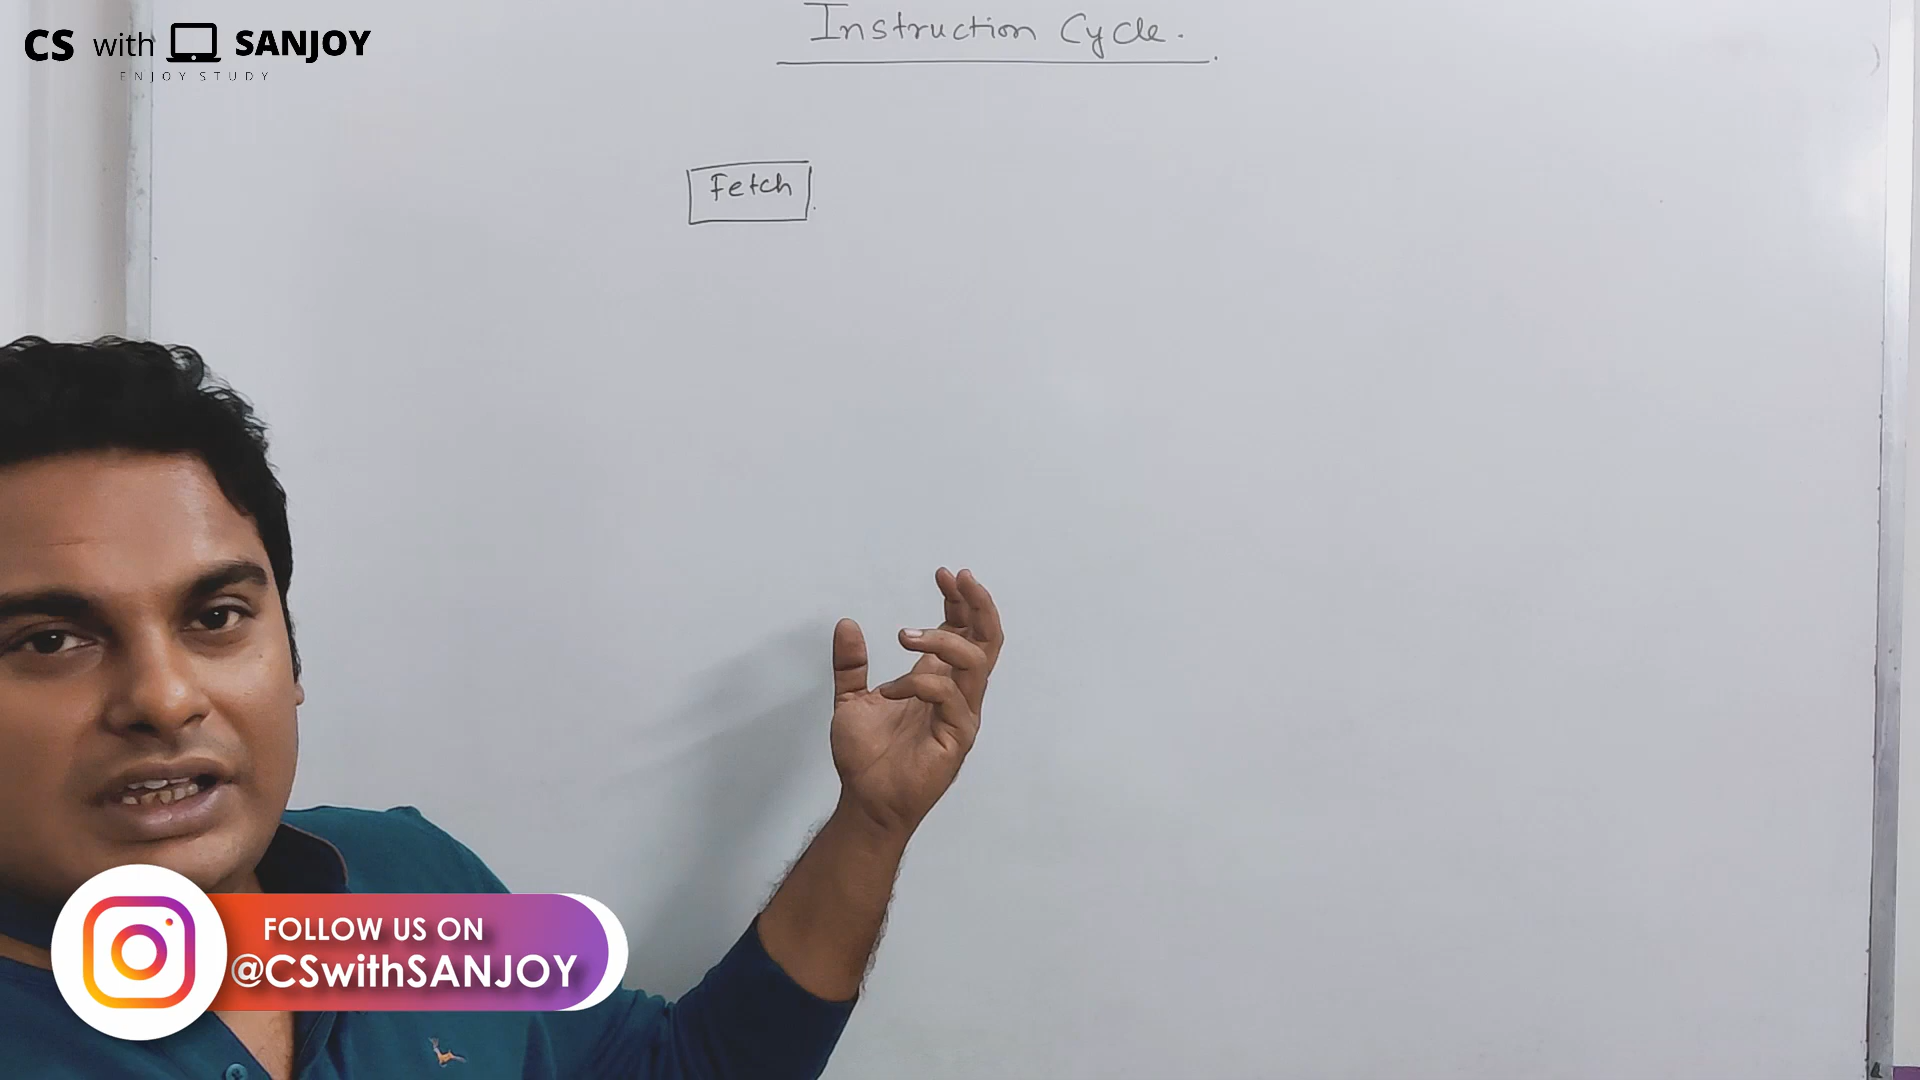 CS with SANJOY
ENJOY STUDY
Instruction Cycle.
Fetch
FOLLOW US ON
@CSwithSANJOY